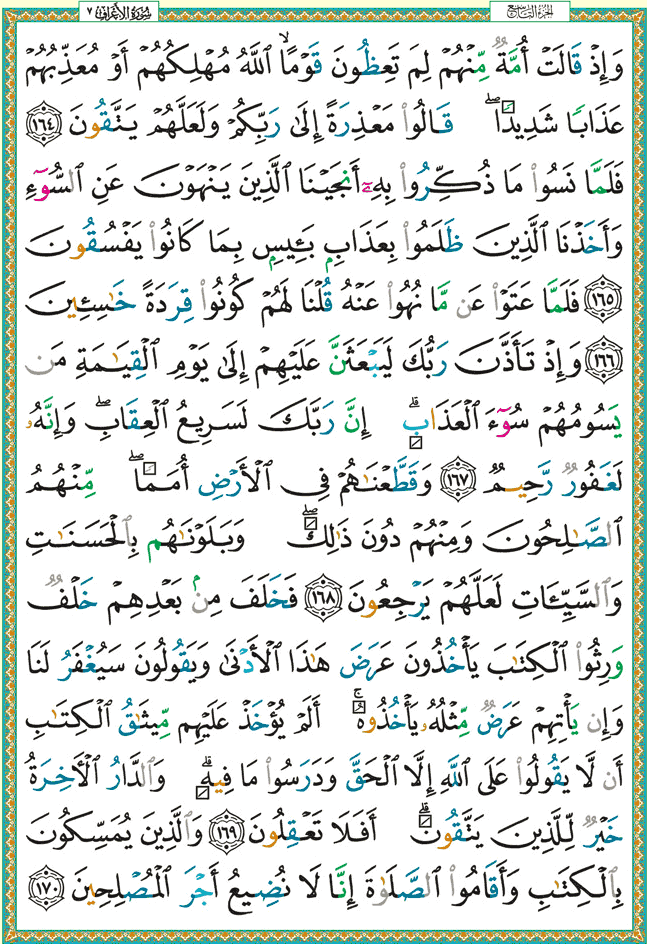 الجزء التاسع
سورة الأعراف ٧
وَإِذْ قَالَتْ أُمَّةٌ مِّنْهُمْ لِمَ تَعِظُونَ قَوْمًا ۙ اللَّهُ مُهْلِكُهُمْ أَوْ مُعَذِّبُهُمْ
عَذَابًا شَدِيدًا ۖ قَالُوا۟ مَعْذِرَةً إِلَىٰ رَبِّكُمْ وَلَعَلَّهُمْ يَتَّقُونَ ١٦٤
فَلَمَّا نَسُوا۟ مَا ذُكِّرُوا۟ بِهِۦٓ أَنجَيْنَا ٱلَّذِينَ يَنْهَوْنَ عَنِ ٱلسُّوٓءِ
وَأَخَذْنَا ٱلَّذِينَ ظَلَمُوا۟ بِعَذَابٍۭ بَـِٔيسٍۭ بِمَا كَانُوا۟ يَفْسُقُونَ
١٦٥ فَلَمَّا عَتَوْا۟ عَن مَّا نُهُوا۟ عَنْهُ قُلْنَا لَهُمْ كُونُوا۟ قِرَدَةً خَـٰسِـِٔينَ
١٦٦ وَإِذْ تَأَذَّنَ رَبُّكَ لَيَبْعَثَنَّ عَلَيْهِمْ إِلَىٰ يَوْمِ ٱلْقِيَـٰمَةِ مَن
يَسُومُهُمْ سُوٓءَ ٱلْعَذَابِ ۗ إِنَّ رَبَّكَ لَسَرِيعُ ٱلْعِقَابِ ۖ وَإِنَّهُۥ
لَغَفُورٌ رَّحِيمٌ ١٦٧ وَقَطَّعْنَـٰهُمْ فِى ٱلْأَرْضِ أُمَمًا ۖ مِّنْهُمُ
ٱلصَّـٰلِحُونَ وَمِنْهُمْ دُونَ ذَٰلِكَ ۖ وَبَلَوْنَـٰهُم بِٱلْحَسَنَـٰتِ
وَٱلسَّيِّـَٔاتِ لَعَلَّهُمْ يَرْجِعُونَ ١٦٨ فَخَلَفَ مِنۢ بَعْدِهِمْ خَلْفٌ
وَرِثُوا۟ ٱلْكِتَـٰبَ يَأْخُذُونَ عَرَضَ هَـٰذَا ٱلْأَدْنَىٰ وَيَقُولُونَ سَيُغْفَرُ لَنَا
وَإِن يَأْتِهِمْ عَرَضٌ مِّثْلُهُۥ يَأْخُذُوهُ ۚ أَلَمْ يُؤْخَذْ عَلَيْهِم مِّيثَـٰقُ ٱلْكِتَـٰبِ
أَن لَّا يَقُولُوا۟ عَلَى ٱللَّهِ إِلَّا ٱلْحَقَّ وَدَرَسُوا۟ مَا فِيهِ ۗ وَٱلدَّارُ ٱلْـَٔاخِرَةُ
خَيْرٌ لِّلَّذِينَ يَتَّقُونَ ۗ أَفَلَا تَعْقِلُونَ ١٦٩ وَٱلَّذِينَ يُمَسِّكُونَ
بِٱلْكِتَـٰبِ وَأَقَامُوا۟ ٱلصَّلَوٰةَ إِنَّا لَا نُضِيعُ أَجْرَ ٱلْمُصْلِحِينَ ١٧٠